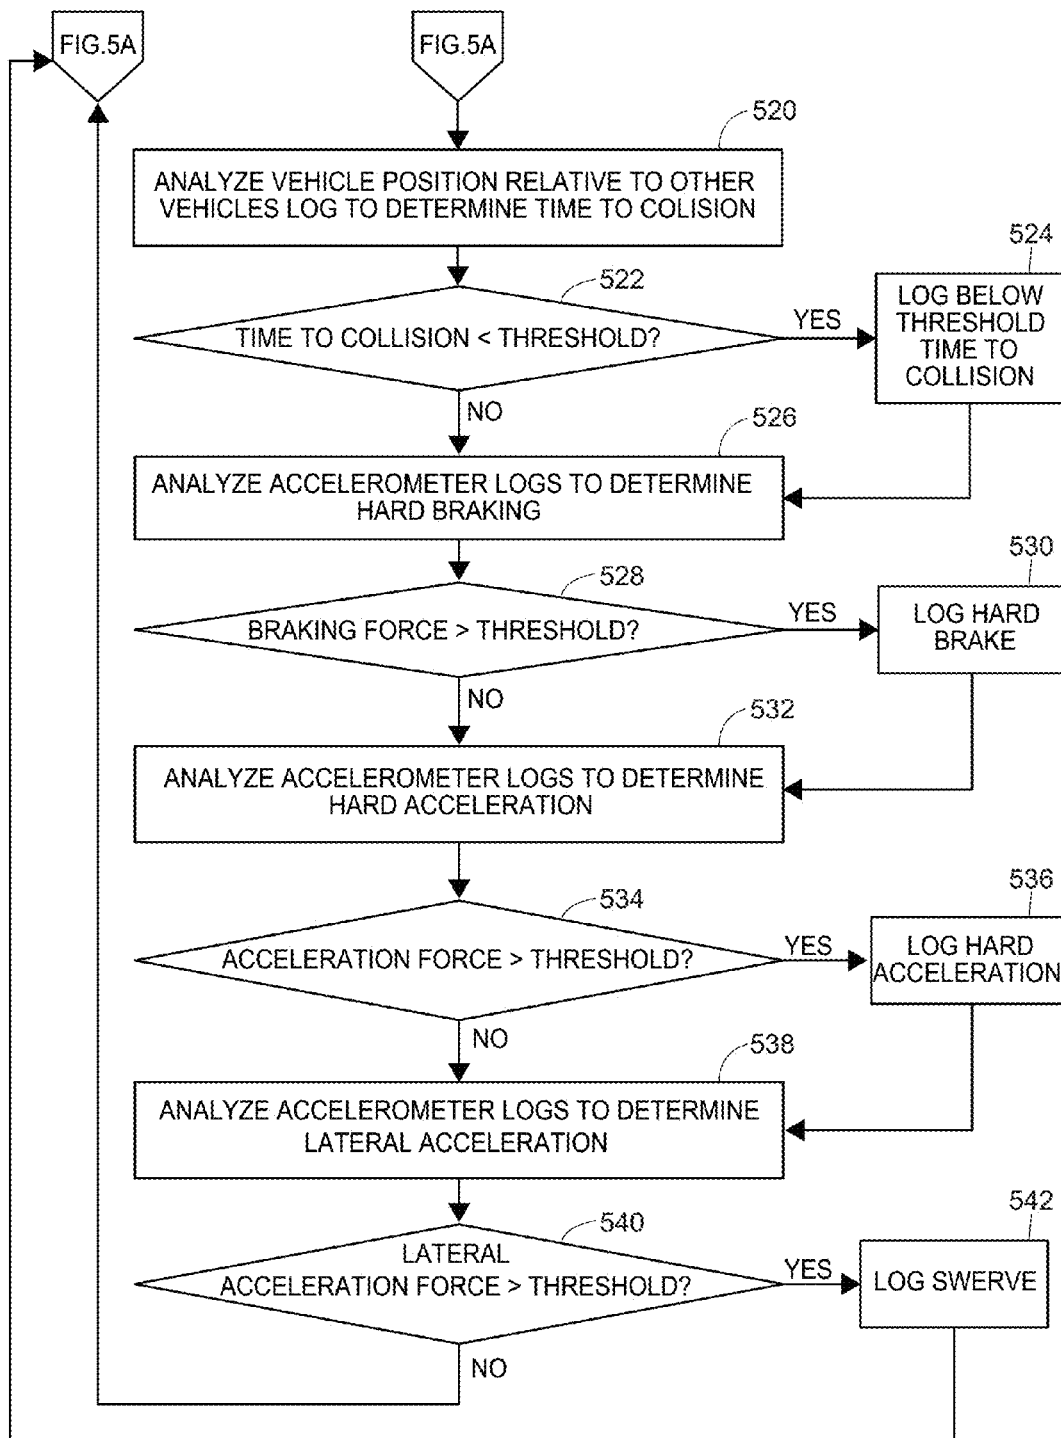 FIG.5A
FIG.5A
520
ANALYZE VEHICLE POSITION RELATIVE TO OTHER
VEHICLES LOG TO DETERMINE TIME TO COLISION
522
TIME TO COLLISION < THRESHOLD?
YES
524
LOG BELOW
THRESHOLD
TIME TO
COLLISION
NO
526
ANALYZE ACCELEROMETER LOGS TO DETERMINE
HARD BRAKING
528
BRAKING FORCE > THRESHOLD?
YES
530
LOG HARD
BRAKE
NO
532
ANALYZE ACCELEROMETER LOGS TO DETERMINE
HARD ACCELERATION
534
ACCELERATION FORCE > THRESHOLD?
YES
536
LOG HARD
ACCELERATION
NO
538
ANALYZE ACCELEROMETER LOGS TO DETERMINE
LATERAL ACCELERATION
540
LATERAL
ACCELERATION FORCE > THRESHOLD?
YES
542
LOG SWERVE
NO